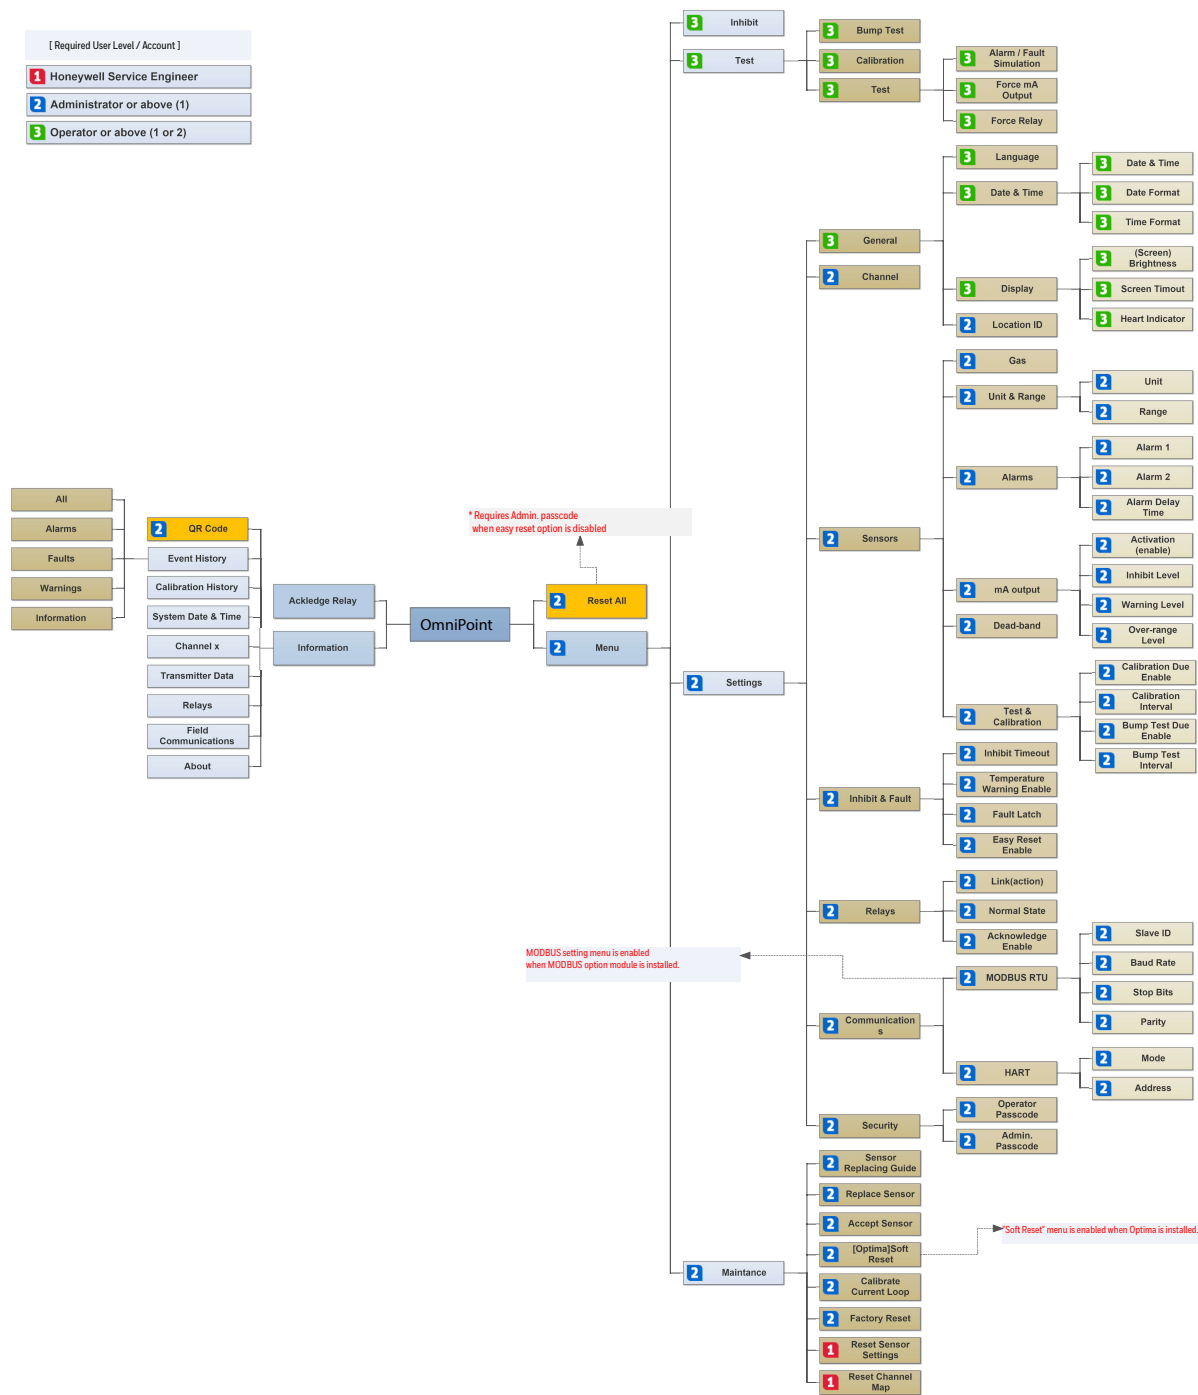 [ Required User Level / Account ]
1 Honeywell Service Engineer
2 Administrator or above (1)
3 Operator or above (1 or 2)
All
Alarms
Faults
Warnings
Information
2 QR Code
Event History
Calibration History
System Date & Time
Channel x
Transmitter Data
Relays
Field
Communications
About
Ackledge Relay
Information
OmniPoint
* Requires Admin. passcode
when easy reset option is disabled
2 Reset All
2 Menu
3 Inhibit
3 Test
3 Bump Test
3 Calibration
3 Test
3 Alarm / Fault
Simulation
3 Force mA
Output
3 Force Relay
2 Settings
3 General
3 Language
3 Date & Time
3 Date & Time
3 Date Format
3 Time Format
3 Display
3 (Screen)
Brightness
3 Screen Timout
3 Heart Indicator
2 Location ID
2 Channel
2 Sensors
2 Gas
2 Unit & Range
2 Unit
2 Range
2 Alarms
2 Alarm 1
2 Alarm 2
2 Alarm Delay
Time
2 mA output
2 Activation
(enable)
2 Inhibit Level
2 Warning Level
2 Over-range
Level
2 Dead-band
2 Test &
Calibration
2 Calibration Due
Enable
2 Calibration
Interval
2 Bump Test Due
Enable
2 Bump Test
Interval
2 Inhibit & Fault
2 Inhibit Timeout
2 Temperature
Warning Enable
2 Fault Latch
2 Easy Reset
Enable
2 Relays
2 Link(action)
2 Normal State
2 Acknowledge
Enable
MODBUS setting menu is enabled
when MODBUS option module is installed.
2 Communication
s
2 MODBUS RTU
2 Slave ID
2 Baud Rate
2 Stop Bits
2 Parity
2 HART
2 Mode
2 Address
2 Security
2 Operator
Passcode
2 Admin.
Passcode
2 Maintance
2 Sensor
Replacing Guide
2 Replace Sensor
2 Accept Sensor
2 [Optima]Soft
Reset
"Soft Reset" menu is enabled when Optima is installed.
2 Calibrate
Current Loop
2 Factory Reset
1 Reset Sensor
Settings
1 Reset Channel
Map